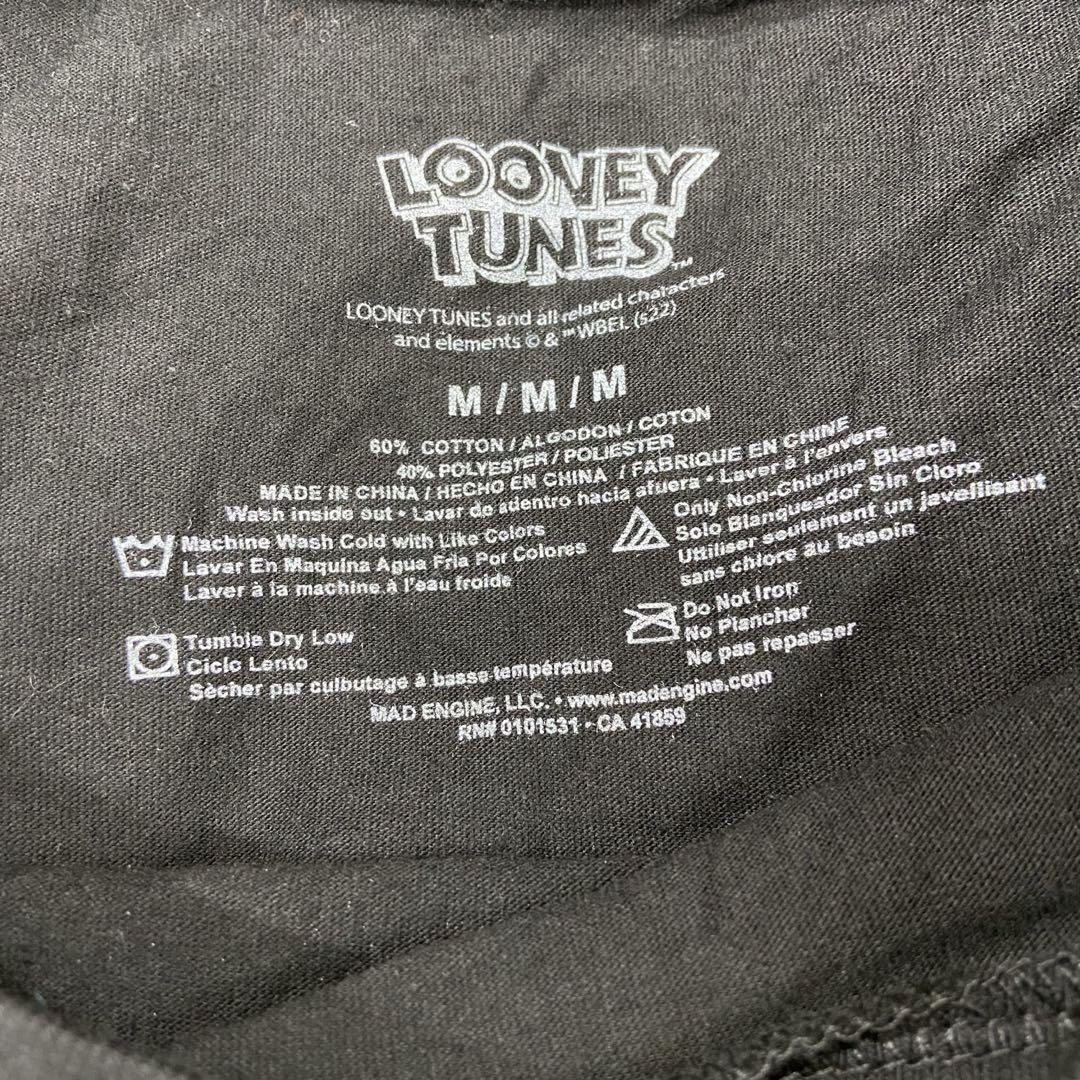 LOONEY
TUNES™
LOONEY TUNES and all related characters
and elements © & ™ WBEI (s22)
M / M / M
60% COTTON / ALGODON / COTON
40% POLYESTER / POLIESTER
MADE IN CHINA / HECHO EN CHINA / FABRIQUE EN CHINE
Wash inside out • Lavar de adentro hacia afuera • Laver à l'envers
Machine Wash Cold with Like Colors
Lavar En Maquina Agua Fria Por Colores
Laver à la machine à l'eau froide
Only Non-Chlorine Bleach
Solo Blanqueador Sin Cloro
Utiliser seulement un javellisant
sans chlore au besoin
Tumble Dry Low
Ciclo Lento
Sècher par culbutage à basse température
Do Not Iron
No Planchar
Ne pas repasser
MAD ENGINE, LLC. • www.madengine.com
RN# 0101531 - CA 41859